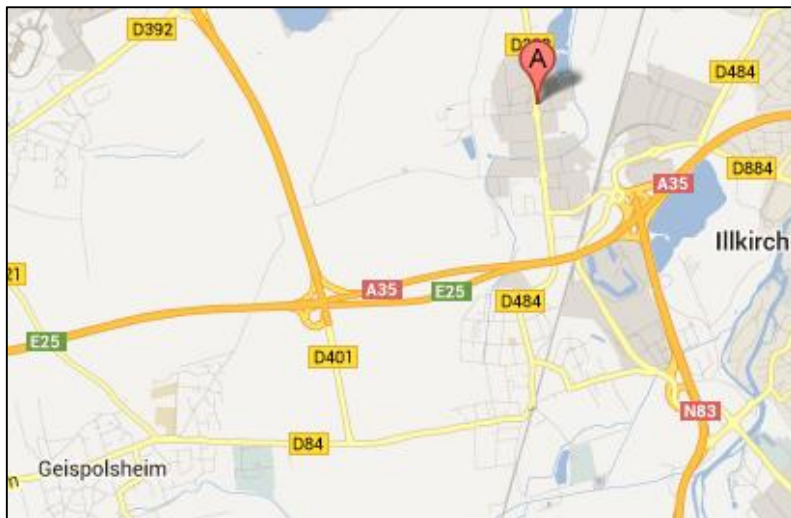 D392
A
D484
A35
D884
Illkirch
A35
E25
D484
E25
D401
N83
D84
Geispolsheim